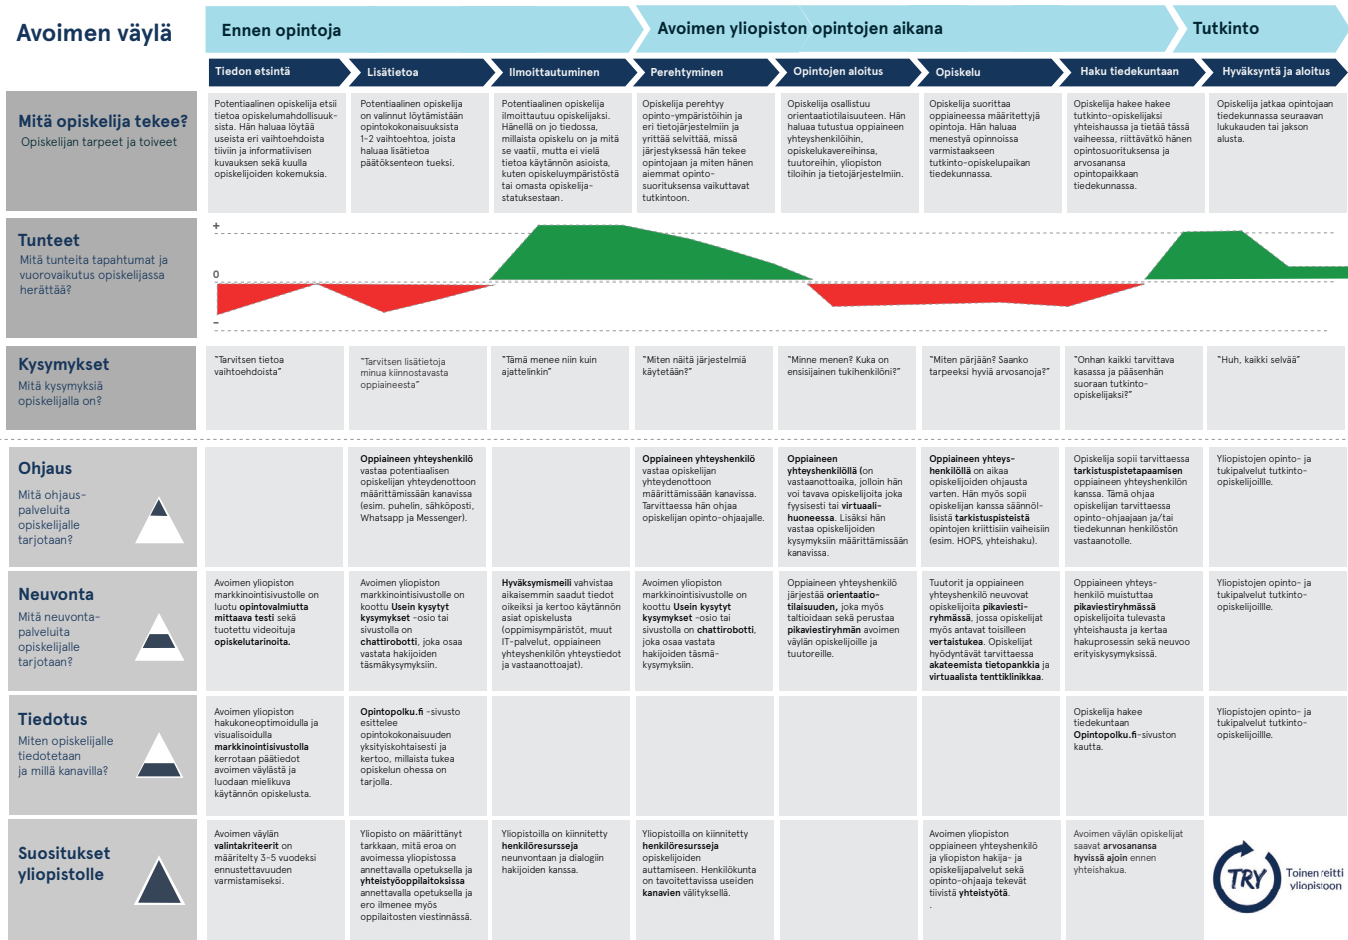 Avoimen väylä
Ennen opintoja
Avoimen yliopiston opintojen aikana
Tutkinto
Tiedon etsintä
Lisätietoa
Ilmoittautuminen
Perehtyminen
Opintojen aloitus
Opiskelu
Haku tiedekuntaan
Hyväksyntä ja aloitus
Mitä opiskelija tekee?
Opiskelijan tarpeet ja toiveet
Potentiaalinen opiskelija etsii
tietoa opiskelumahdollisuuk-
sista. Hän haluaa löytää
useista eri vaihtoehdoista
tiiviin ja informatiivisen
kuvauksen sekä kuulla
opiskelijoiden kokemuksia.
Potentiaalinen opiskelija
on valinnut löytämistään
opintokokonaisuuksista
1-2 vaihtoehtoa, joista
haluaa lisätietoa
päätöksenteon tueksi.
Potentiaalinen opiskelija
ilmoittautuu opiskelijaksi.
Hänellä on jo tiedossa,
millaista opiskelu on ja mitä
se vaatii, mutta ei vielä
tietoa käytännön asioista,
kuten opiskeluympäristöstä
tai omasta opiskelija-
statuksestaan.
Opiskelija perehtyy
opinto-ympäristöihin ja
eri tietojärjestelmiin ja
yrittää selvittää, missä
järjestyksessä hän tekee
opintojaan ja miten hänen
aiemmat opinto-
suorituksensa vaikuttavat
tutkintoon.
Opiskelija osallistuu
orientaatiotilaisuuteen. Hän
haluaa tutustua oppiaineen
yhteyshenkilöihin,
opiskelukavereihinsa,
tuutoreihin, yliopiston
tiloihin ja tietojärjestelmiin.
Opiskelija suorittaa
oppiaineessa määritettyjä
opintoja. Hän haluaa
menestyä opinnoissa
varmistaakseen
tutkinto-opiskelupaikan
tiedekunnassa.
Opiskelija hakee hakee
tutkinto-opiskelijaksi
yhteishaussa ja tietää tässä
vaiheessa, riittävätkö hänen
opintosuorituksensa ja
arvosanansa
opintopaikkaan
tiedekunnassa.
Opiskelija jatkaa opintojaan
tiedekunnassa seuraavan
lukukauden tai jakson
alusta.
Tunteet
Mitä tunteita tapahtumat ja
vuorovaikutus opiskelijassa
herättää?
+
0
–
Kysymykset
Mitä kysymyksiä
opiskelijalla on?
"Tarvitsen tietoa
vaihtoehdoista"
"Tarvitsen lisätietoja
minua kiinnostavasta
oppiaineesta"
"Tämä menee niin kuin
ajattelinkin"
"Miten näitä järjestelmiä
käytetään?"
"Minne menen? Kuka on
ensisijainen tukihenkilöni?"
"Miten pärjään? Saanko
tarpeeksi hyviä arvosanoja?"
"Onhan kaikki tarvittava
kasassa ja pääsenhän
suoraan tutkinto-
opiskelijaksi?"
"Huh, kaikki selvää"
Ohjaus
Mitä ohjaus-
palveluita
opiskelijalle
tarjotaan?
Oppiaineen yhteyshenkilö
vastaa potentiaalisen
opiskelijan yhteydenottoon
määrittämissään kanavissa
(esim. puhelin, sähköposti,
Whatsapp ja Messenger).
Oppiaineen yhteyshenkilö
vastaa opiskelijan
yhteydenottoon
määrittämissään kanavissa.
Tarvittaessa hän ohjaa
opiskelijan opinto-ohjaajalle.
Oppiaineen
yhteyshenkilöllä (on
vastaanottoaika, jolloin hän
voi tavava opiskelijoita joka
fyysisesti tai virtuaali-
huoneessa. Lisäksi hän
vastaa opiskelijoiden
kysymyksiin määrittämissään
kanavissa.
Oppiaineen yhteys-
henkilöllä on aikaa
opiskelijoiden ohjausta
varten. Hän myös sopii
opiskelijan kanssa säännöl-
lisistä tarkistuspisteistä
opintojen kriittisiin vaiheisiin
(esim. HOPS, yhteishaku).
Opiskelija sopii tarvittaessa
tarkistuspistetapaamisen
oppiaineen yhteyshenkilön
kanssa. Tämä ohjaa
opiskelijan tarvittaessa
opinto-ohjaajaan ja/tai
tiedekunnan henkilöstön
vastaanotolle.
Yliopistojen opinto- ja
tukipalvelut tutkinto-
opiskelijoillle.
Neuvonta
Mitä neuvonta-
palveluita
opiskelijalle
tarjotaan?
Avoimen yliopiston
markkinointisivustolle on
luotu opintovalmiutta
mittaava testi sekä
tuotettu videoituja
opiskelutarinoita.
Avoimen yliopiston
markkinointisivustolle on
koottu Usein kysytyt
kysymykset -osio tai
sivustolla on
chattirobotti, joka osaa
vastata hakijoiden
täsmäkysymyksiin.
Hyväksymismeili vahvistaa
aikaisemmin saadut tiedot
oikeiksi ja kertoo käytännön
asiat opiskelusta
(oppimisympäristöt, muut
IT-palvelut, oppiaineen
yhteyshenkilön yhteystiedot
ja vastaanottoajat).
Avoimen yliopiston
markkinointisivustolle on
koottu Usein kysytyt
kysymykset -osio tai
sivustolla on chattirobotti,
joka osaa vastata
hakijoiden täsmä-
kysymyksiin.
Oppiaineen yhteyshenkilö
järjestää orientaatio-
tilaisuuden, joka myös
taltioidaan sekä perustaa
pikaviestiryhmän avoimen
väylän opiskelijoille ja
tuutoreille.
Tuutorit ja oppiaineen
yhteyshenkilö neuvovat
opiskelijoita pikaviesti-
ryhmässä, jossa opiskelijat
myös antavat toisilleen
vertaistukea. Opiskelijat
hyödyntävät tarvittaessa
akateemista tietopankkia ja
virtuaalista tenttiklinikkaa.
Oppiaineen yhteys-
henkilö muistuttaa
pikaviestiryhmässä
opiskelijoita tulevasta
yhteishausta ja kertaa
hakuprosessin sekä neuvoo
erityiskysymyksissä.
Yliopistojen opinto- ja
tukipalvelut tutkinto-
opiskelijoillle.
Tiedotus
Miten opiskelijalle
tiedotetaan
ja millä kanavilla?
Avoimen yliopiston
hakukoneoptimoidulla ja
visualisoidulla
markkinointisivustolla
kerrotaan päätiedot
avoimen väylästä ja
luodaan mielikuva
käytännön opiskelusta.
Opintopolku.fi -sivusto
esittelee
opintokokonaisuuden
yksityiskohtaisesti ja
kertoo, millaista tukea
opiskelun ohessa on
tarjolla.
Opiskelija hakee
tiedekuntaan
Opintopolku.fi-sivuston
kautta.
Yliopistojen opinto- ja
tukipalvelut tutkinto-
opiskelijoillle.
Suositukset
yliopistolle
Avoimen väylän
valintakriteerit on
määritelty 3-5 vuodeksi
ennustettavuuden
varmistamiseksi.
Yliopisto on määrittänyt
tarkkaan, mitä eroa on
avoimessa yliopistossa
annettavalla opetuksella ja
yhteistyöoppilaitoksissa
annettavalla opetuksella ja
ero ilmenee myös
oppilaitosten viestinnässä.
Yliopistoilla on kiinnitetty
henkilöresursseja
neuvontaan ja dialogiin
hakijoiden kanssa.
Yliopistoilla on kiinnitetty
henkilöresursseja
opiskelijoiden
auttamiseen. Henkilökunta
on tavoitettavissa useiden
kanavien välityksellä.
Avoimen yliopiston
oppiaineen yhteyshenkilö
ja yliopiston hakija- ja
opiskelijapalvelut sekä
opinto-ohjaaja tekevät
tiivistä yhteistyötä.
.
Avoimen väylän opiskelijat
saavat arvosanansa
hyvissä ajoin ennen
yhteishakua.
TRY
Toinen reitti
yliopistoon